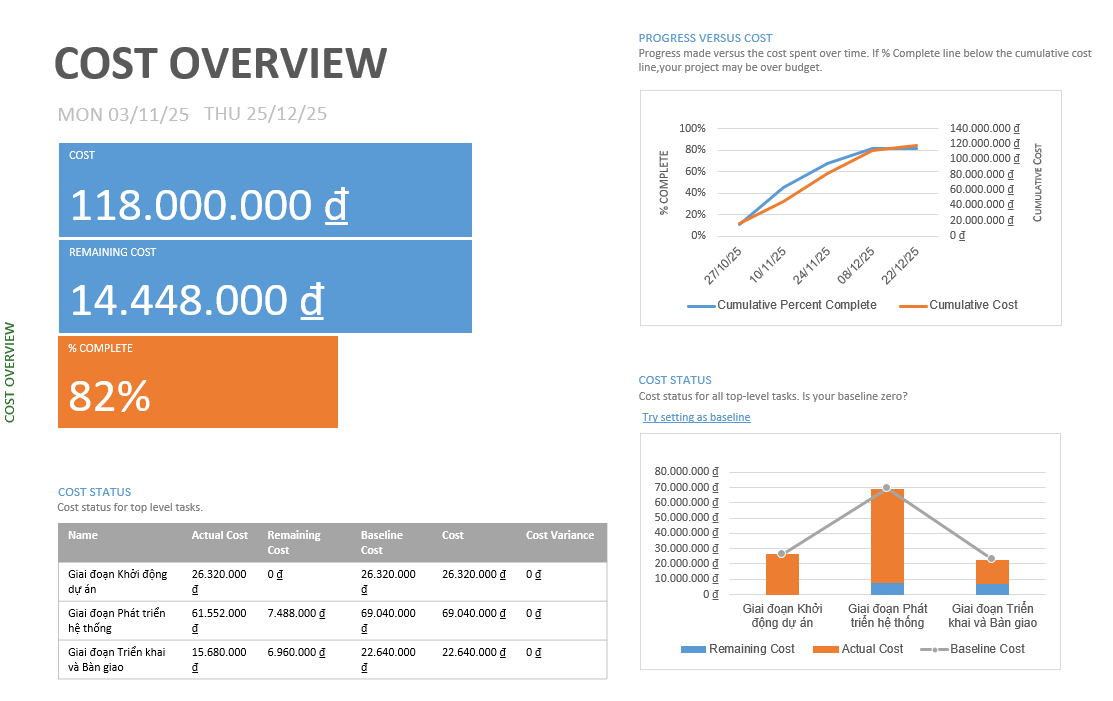 COST OVERVIEW
MON 03/11/25 THU 25/12/25
COST
118.000.000 ₫
REMAINING COST
14.448.000 ₫
% COMPLETE
82%
COST OVERVIEW
COST STATUS
Cost status for top level tasks.
Name Actual Cost Remaining Cost Baseline Cost Cost Cost Variance
Giai đoạn Khởi động dự án 26.320.000 ₫ 0 ₫ 26.320.000 ₫ 26.320.000 ₫ 0 ₫
Giai đoạn Phát triển hệ thống 61.552.000 ₫ 7.488.000 ₫ 69.040.000 ₫ 69.040.000 ₫ 0 ₫
Giai đoạn Triển khai và Bàn giao 15.680.000 ₫ 6.960.000 ₫ 22.640.000 ₫ 22.640.000 ₫ 0 ₫
PROGRESS VERSUS COST
Progress made versus the cost spent over time. If % Complete line below the cumulative cost
line,your project may be over budget.
% COMPLETE
100%
80%
60%
40%
20%
0%
140.000.000 ₫
120.000.000 ₫
100.000.000 ₫
80.000.000 ₫
60.000.000 ₫
40.000.000 ₫
20.000.000 ₫
0 ₫
CUMULATIVE COST
27/10/25 10/11/25 24/11/25 08/12/25 22/12/25
Cumulative Percent Complete Cumulative Cost
COST STATUS
Cost status for all top-level tasks. Is your baseline zero?
Try setting as baseline
80.000.000 ₫
70.000.000 ₫
60.000.000 ₫
50.000.000 ₫
40.000.000 ₫
30.000.000 ₫
20.000.000 ₫
10.000.000 ₫
0 ₫
Giai đoạn Khởi Giai đoạn Phát Giai đoạn Triển
động dự án triển hệ thống khai và Bàn giao
Remaining Cost Actual Cost Baseline Cost